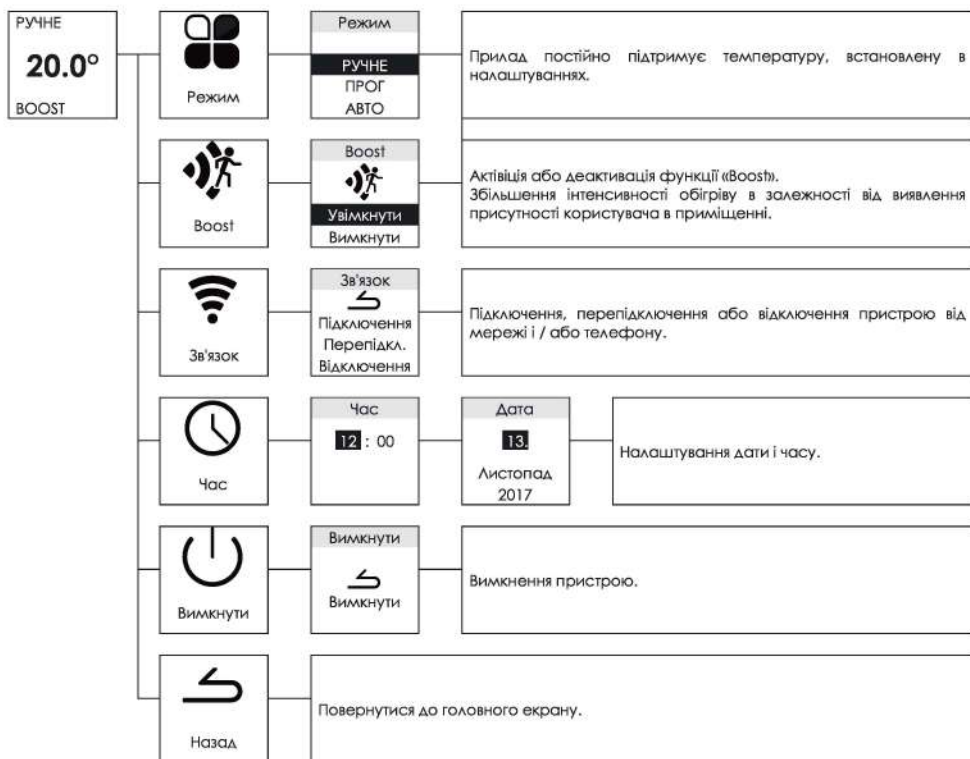 РУЧНЕ
20.0°
BOOST
Режим
Режим
РУЧНЕ
ПРОГ
АВТО
Прилад постійно підтримує температуру, встановлену в
налаштуваннях.
Boost
Boost
Увімкнути
Вимкнути
Актівіція або деактивація функції «Boost».
Збільшення інтенсивності обігріву в залежності від виявлення
присутності користувача в приміщенні.
Зв'язок
Зв'язок
Підключення
Перепідкл.
Відключення
Підключення, перепідключення або відключення пристрою від
мережі і / або телефону.
Час
Час
12 : 00
Дата
13.
Листопад
2017
Налаштування дати і часу.
Вимкнути
Вимкнути
Вимкнути
Вимкнення пристрою.
Назад
Повернутися до головного екрану.